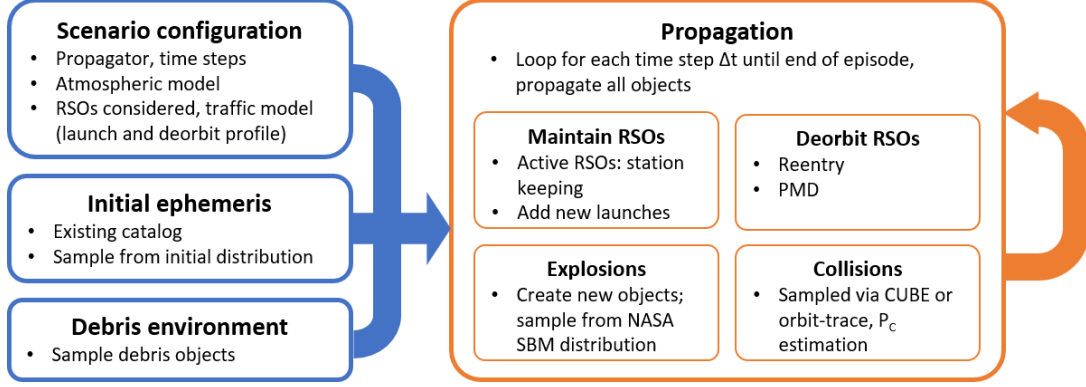 Scenario configuration
• Propagator, time steps
• Atmospheric model
• RSOs considered, traffic model
(launch and deorbit profile)
Initial ephemeris
• Existing catalog
• Sample from initial distribution
Debris environment
• Sample debris objects
Propagation
• Loop for each time step Δt until end of episode,
propagate all objects
Maintain RSOs
• Active RSOs: station
keeping
• Add new launches
Deorbit RSOs
• Reentry
• PMD
Explosions
• Create new objects;
sample from NASA
SBM distribution
Collisions
• Sampled via CUBE or
orbit-trace, P_C
estimation